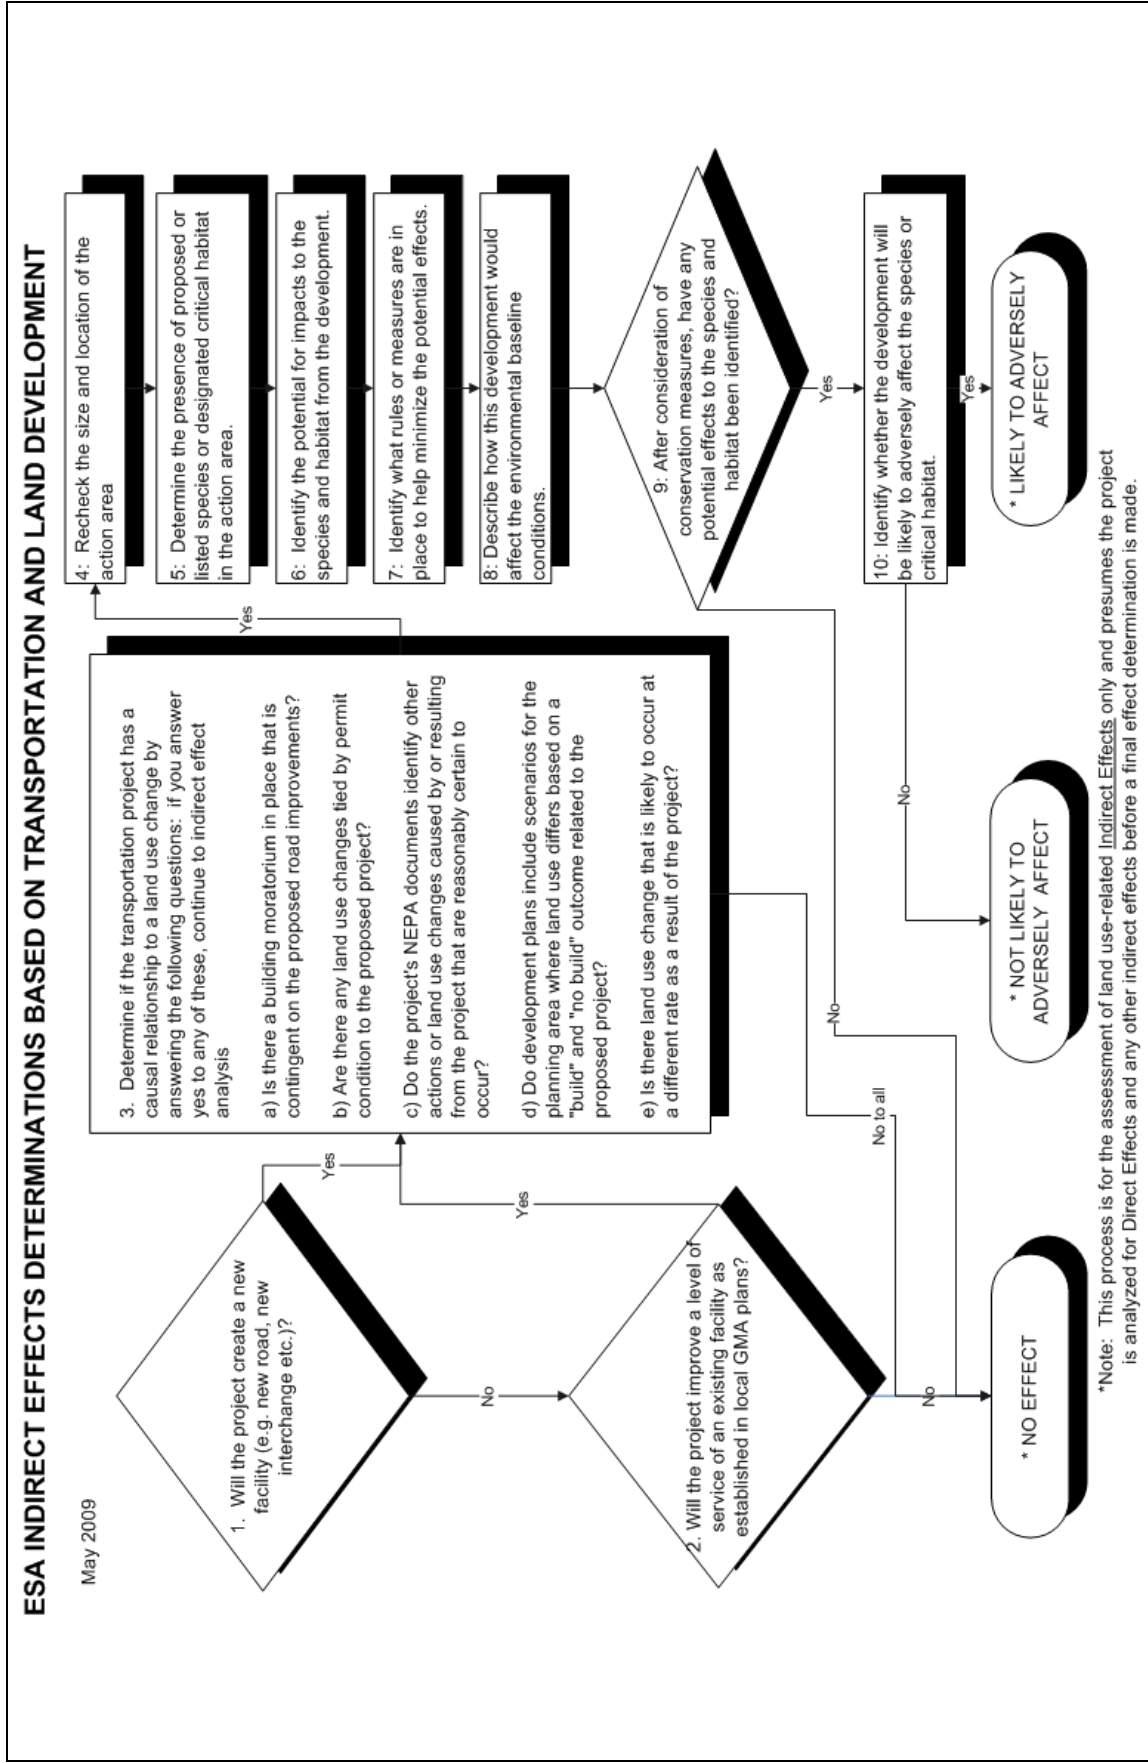 ESA INDIRECT EFFECTS DETERMINATIONS BASED ON TRANSPORTATION AND LAND DEVELOPMENT
May 2009
1. Will the project create a new
facility (e.g. new road, new
interchange etc.)?
Yes
No
2. Will the project improve a level of
service of an existing facility as
established in local GMA plans?
Yes
No
3. Determine if the transportation project has a
causal relationship to a land use change by
answering the following questions: if you answer
yes to any of these, continue to indirect effect
analysis
a) Is there a building moratorium in place that is
contingent on the proposed road improvements?
b) Are there any land use changes tied by permit
condition to the proposed project?
c) Do the project's NEPA documents identify other
actions or land use changes caused by or resulting
from the project that are reasonably certain to
occur?
d) Do development plans include scenarios for the
planning area where land use differs based on a
"build" and "no build" outcome related to the
proposed project?
e) Is there land use change that is likely to occur at
a different rate as a result of the project?
Yes
No to all
4: Recheck the size and location of the
action area
5: Determine the presence of proposed or
listed species or designated critical habitat
in the action area.
6: Identify the potential for impacts to the
species and habitat from the development.
7: Identify what rules or measures are in
place to help minimize the potential effects.
8: Describe how this development would
affect the environmental baseline
conditions.
9: After consideration of
conservation measures, have any
potential effects to the species and
habitat been identified?
No
Yes
10: Identify whether the development will
be likely to adversely affect the species or
critical habitat.
No
Yes
* NO EFFECT
* NOT LIKELY TO
ADVERSELY AFFECT
* LIKELY TO ADVERSELY
AFFECT
*Note: This process is for the assessment of land use-related Indirect Effects only and presumes the project
is analyzed for Direct Effects and any other indirect effects before a final effect determination is made.